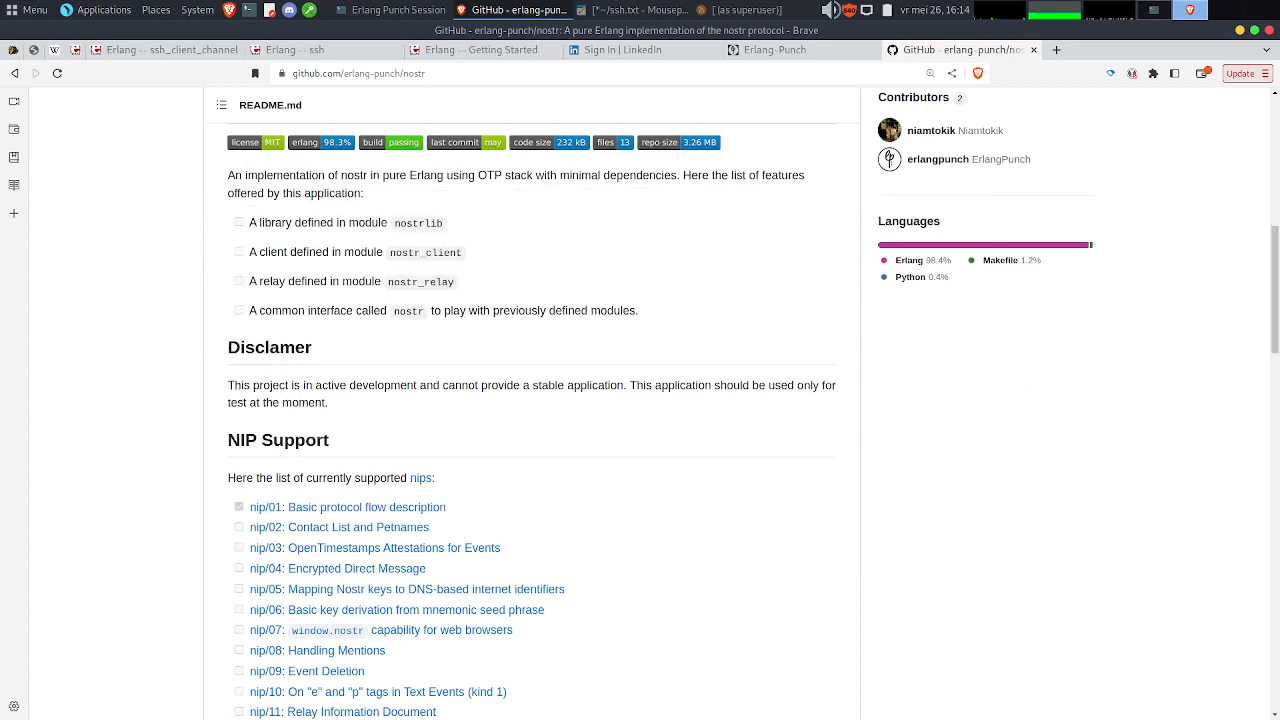 Menu Applications Places System Erlang Punch Session GitHub - erlang-pun... [*~/ssh.txt - Mousep... [(as superuser)] 840 Vr mei 26, 16:14
GitHub - erlang-punch/nostr: A pure Erlang implementation of the nostr protocol - Brave
Erlang -- ssh_client_channel Erlang -- ssh Erlang -- Getting Started Sign In | LinkedIn Erlang-Punch GitHub - erlang-punch/nos
github.com/erlang-punch/nostr Update
README.md
license MIT erlang 98.3% build passing last commit may code size 232 kB files 13 repo size 3.26 MB
An implementation of nostr in pure Erlang using OTP stack with minimal dependencies. Here the list of features
offered by this application:
A library defined in module nostrlib
A client defined in module nostr_client
A relay defined in module nostr_relay
A common interface called nostr to play with previously defined modules.
Disclamer
This project is in active development and cannot provide a stable application. This application should be used only for
test at the moment.
NIP Support
Here the list of currently supported nips:
nip/01: Basic protocol flow description
nip/02: Contact List and Petnames
nip/03: OpenTimestamps Attestations for Events
nip/04: Encrypted Direct Message
nip/05: Mapping Nostr keys to DNS-based internet identifiers
nip/06: Basic key derivation from mnemonic seed phrase
nip/07: window.nostr capability for web browsers
nip/08: Handling Mentions
nip/09: Event Deletion
nip/10: On "e" and "p" tags in Text Events (kind 1)
nip/11: Relay Information Document
Contributors 2
niamtokik Niamtokik
erlangpunch ErlangPunch
Languages
Erlang 98.4% Makefile 1.2%
Python 0.4%